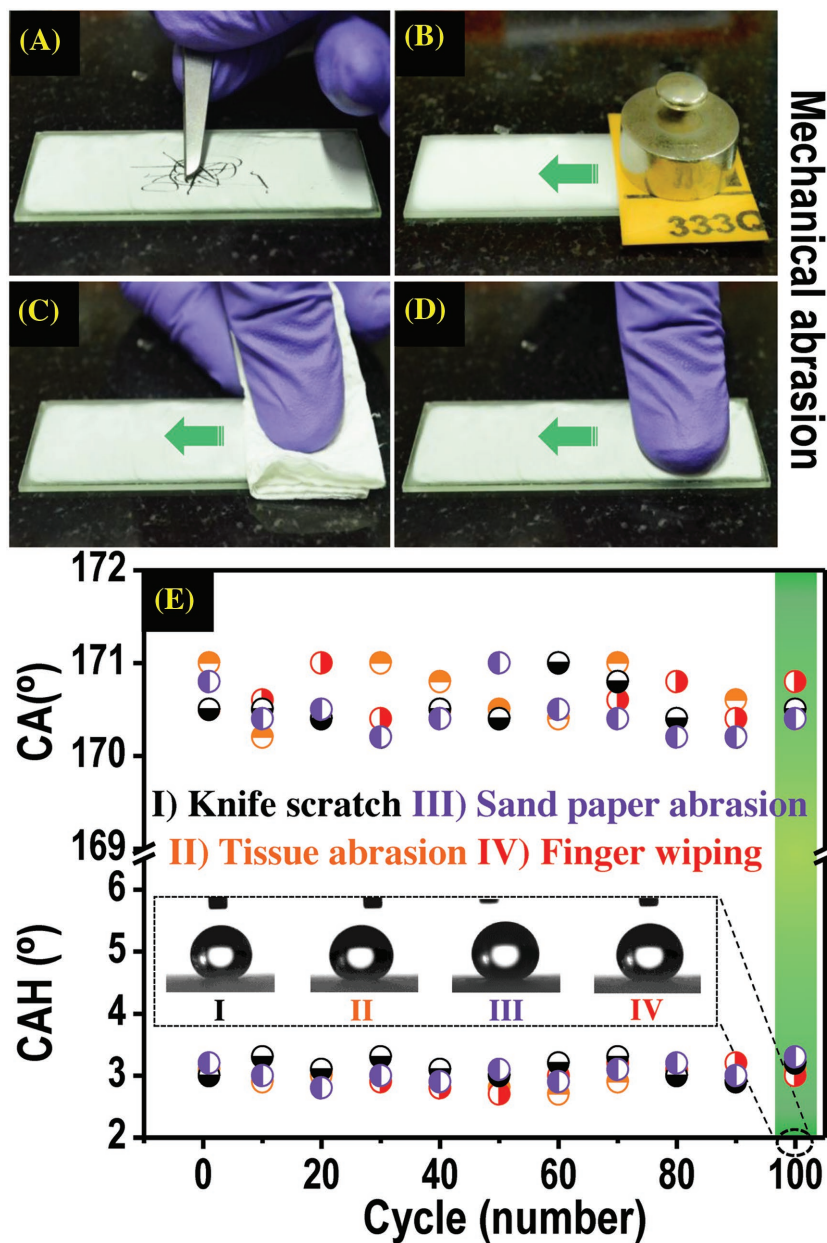 (A)
(B)
333Q
(C)
(D)
Mechanical abrasion
(E)
172
171
170
169
CA(º)
I) Knife scratch III) Sand paper abrasion
II) Tissue abrasion IV) Finger wiping
6
5
4
3
2
CAH (º)
I II III IV
0 20 40 60 80 100
Cycle (number)